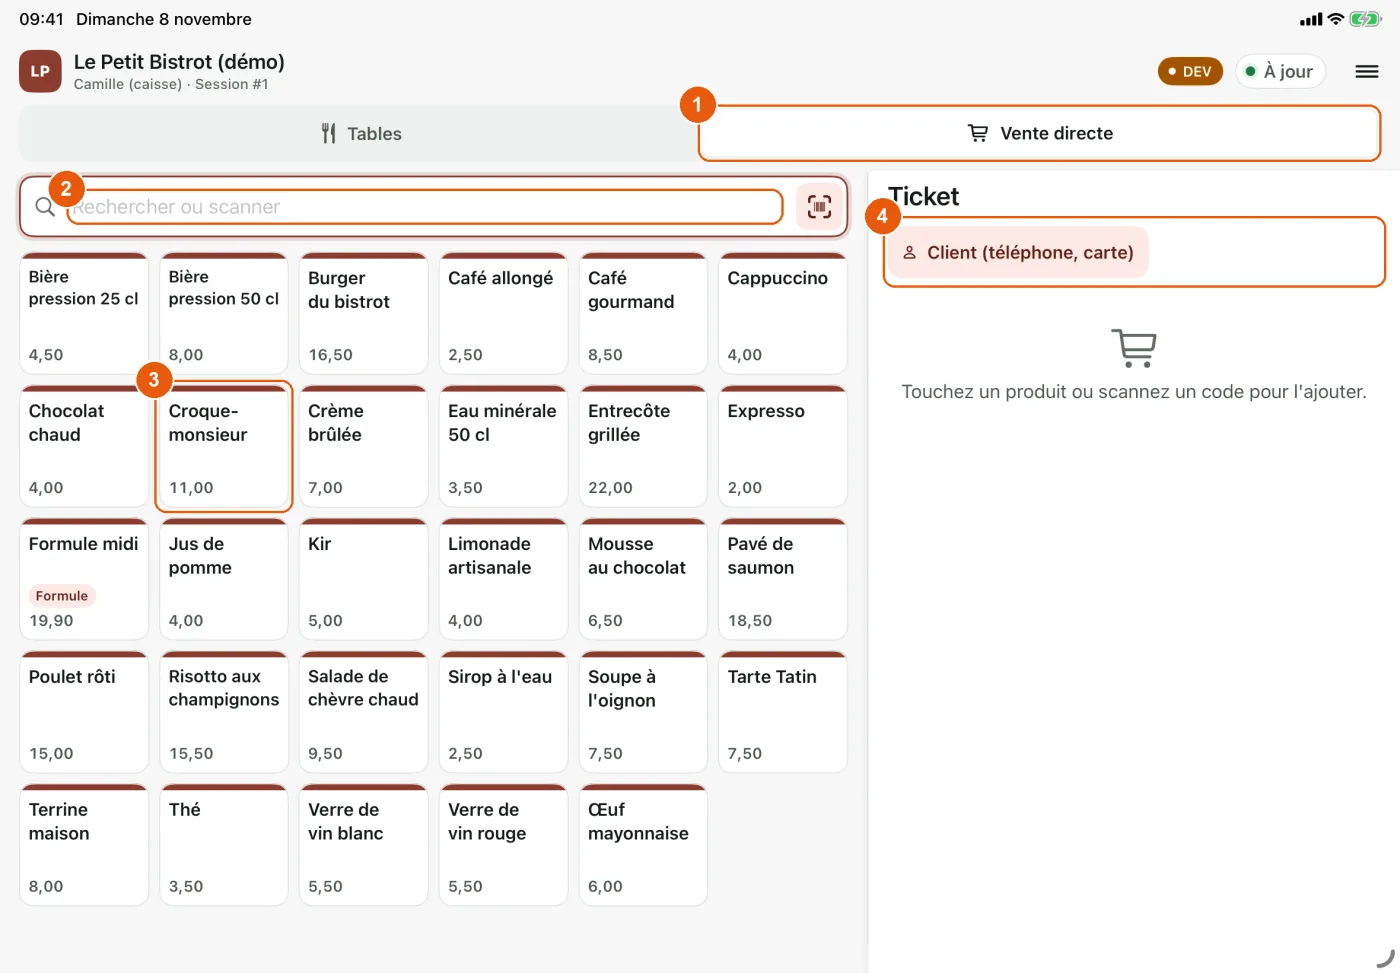 09:41 Dimanche 8 novembre
LP
Le Petit Bistrot (démo)
Camille (caisse) · Session #1
DEV
À jour
Tables
1
Vente directe
2
Rechercher ou scanner
Bière
pression 25 cl
4,50
Bière
pression 50 cl
8,00
Burger
du bistrot
16,50
Café allongé
2,50
Café
gourmand
8,50
Cappuccino
4,00
Chocolat
chaud
4,00
3
Croque-
monsieur
11,00
Crème
brûlée
7,00
Eau minérale
50 cl
3,50
Entrecôte
grillée
22,00
Expresso
2,00
Formule midi
Formule
19,90
Jus de
pomme
4,00
Kir
5,00
Limonade
artisanale
4,00
Mousse
au chocolat
6,50
Pavé de
saumon
18,50
Poulet rôti
15,00
Risotto aux
champignons
15,50
Salade de
chèvre chaud
9,50
Sirop à l'eau
2,50
Soupe à
l'oignon
7,50
Tarte Tatin
7,50
Terrine
maison
8,00
Thé
3,50
Verre de
vin blanc
5,50
Verre de
vin rouge
5,50
Œuf
mayonnaise
6,00
Ticket
4
Client (téléphone, carte)
Touchez un produit ou scannez un code pour l'ajouter.